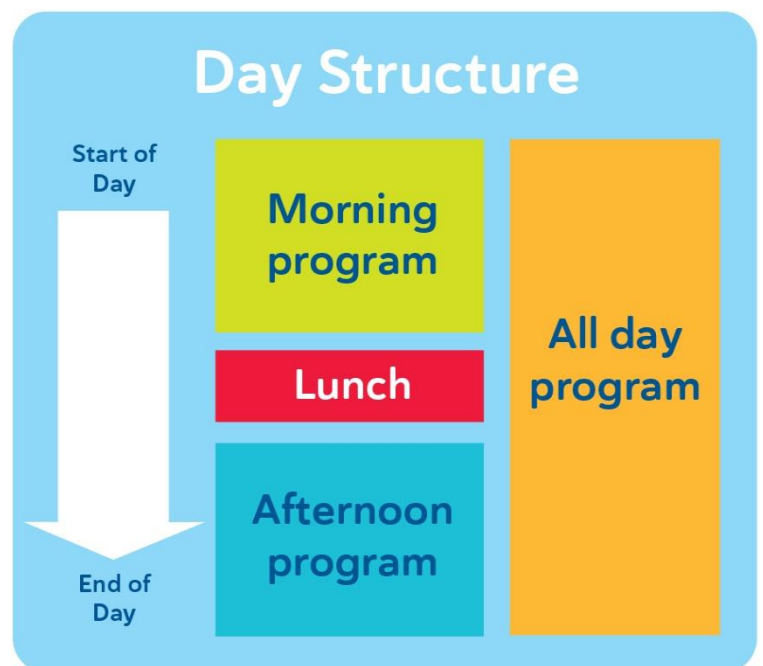 Day Structure
Start of
Day
Morning
program
Lunch
Afternoon
program
All day
program
End of
Day